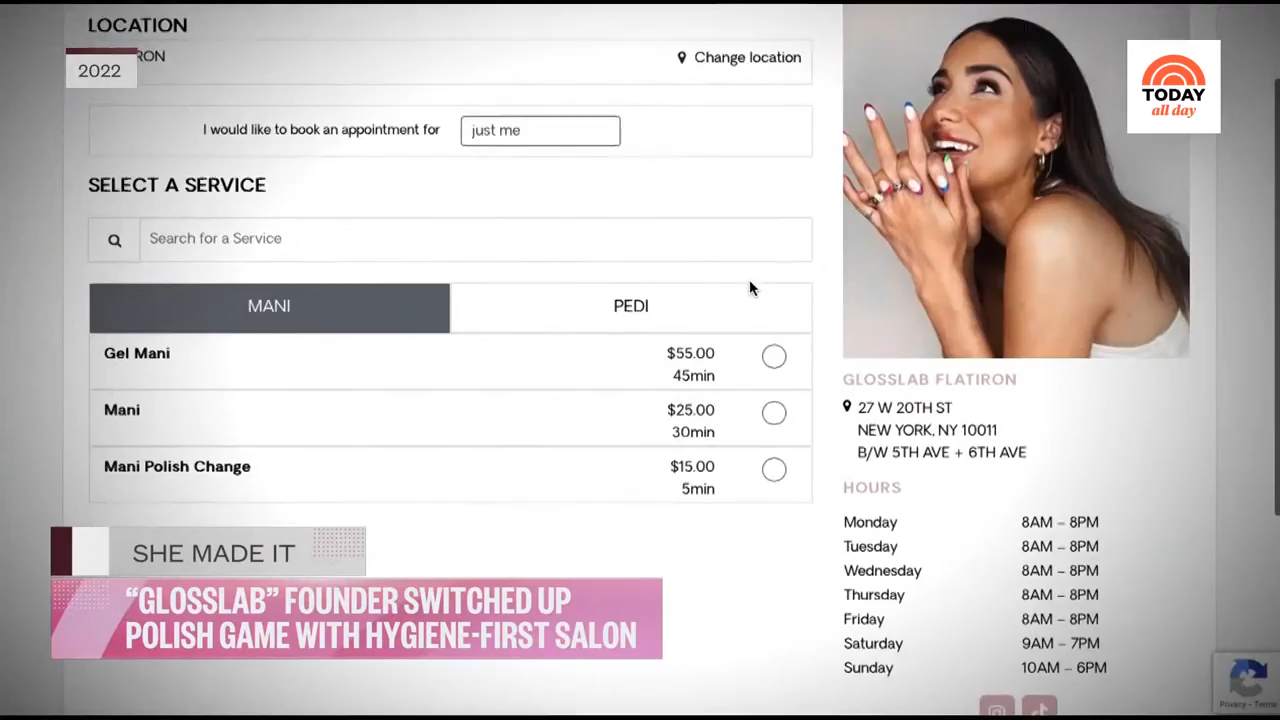 LOCATION
RON
Change location
2022
TODAY
all day
I would like to book an appointment for
just me
SELECT A SERVICE
Search for a Service
MANI
PEDI
Gel Mani
$55.00
45min
Mani
$25.00
30min
Mani Polish Change
$15.00
5min
GLOSSLAB FLATIRON
27 W 20TH ST
NEW YORK, NY 10011
B/W 5TH AVE + 6TH AVE
HOURS
Monday 8AM – 8PM
Tuesday 8AM – 8PM
Wednesday 8AM – 8PM
Thursday 8AM – 8PM
Friday 8AM – 8PM
Saturday 9AM – 7PM
Sunday 10AM – 6PM
SHE MADE IT
“GLOSSLAB” FOUNDER SWITCHED UP
POLISH GAME WITH HYGIENE-FIRST SALON
Privacy - Terms